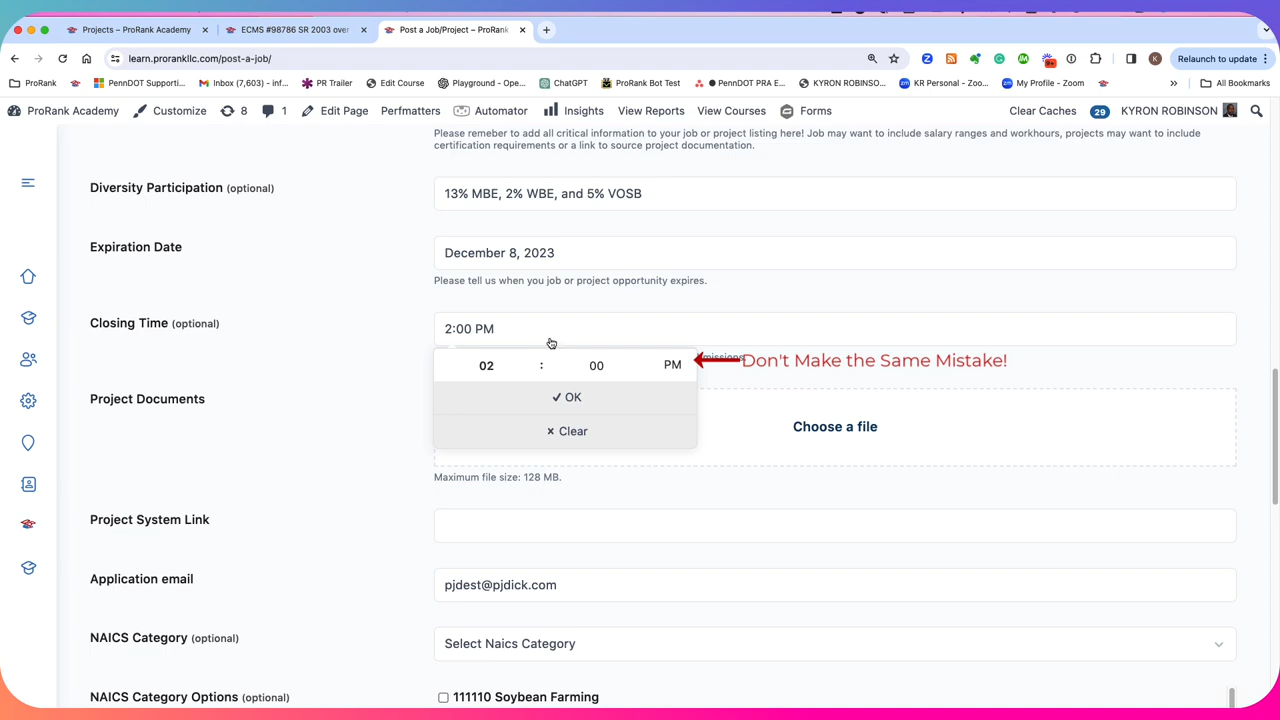 Projects – ProRank Academy
ECMS #98786 SR 2003 over
Post a Job/Project – ProRank
learn.prorankllc.com/post-a-job/
Relaunch to update
ProRank
PennDOT Supporti...
Inbox (7,603) – inf...
PR Trailer
Edit Course
Playground - Ope...
ChatGPT
ProRank Bot Test
PennDOT PRA E...
KYRON ROBINSO...
KR Personal - Zoo...
My Profile - Zoom
»
All Bookmarks
ProRank Academy
Customize
8
1
Edit Page
Perfmatters
Automator
Insights
View Reports
View Courses
Forms
Clear Caches
29
KYRON ROBINSON
Please remeber to add all critical information to your job or project listing here! Job may want to include salary ranges and workhours, projects may want to include
certification requirements or a link to source project documentation.
Diversity Participation (optional)
13% MBE, 2% WBE, and 5% VOSB
Expiration Date
December 8, 2023
Please tell us when you job or project opportunity expires.
Closing Time (optional)
2:00 PM
02 : 00 PM
Don't Make the Same Mistake!
✓ OK
× Clear
Project Documents
Choose a file
Maximum file size: 128 MB.
Project System Link
Application email
pjdest@pjdick.com
NAICS Category (optional)
Select Naics Category
NAICS Category Options (optional)
111110 Soybean Farming